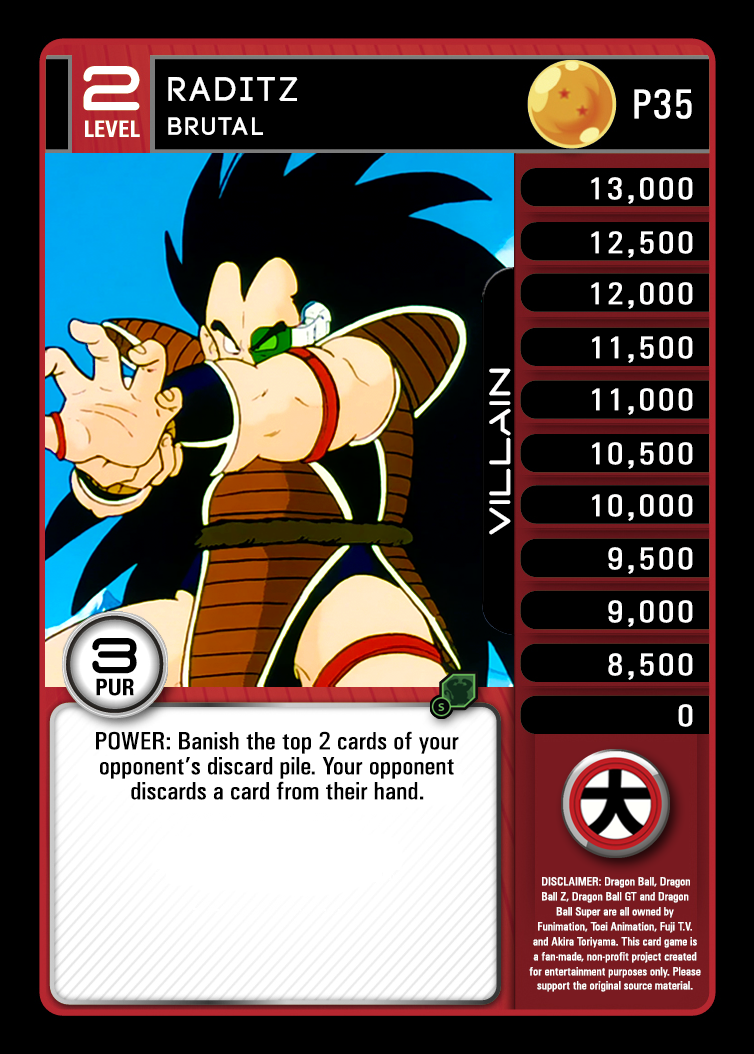 2
LEVEL
RADITZ
BRUTAL
P35
13,000
12,500
12,000
11,500
11,000
10,500
10,000
9,500
9,000
8,500
0
VILLAIN
3
PUR
S
POWER: Banish the top 2 cards of your
opponent's discard pile. Your opponent
discards a card from their hand.
大
DISCLAIMER: Dragon Ball, Dragon
Ball Z, Dragon Ball GT and Dragon
Ball Super are all owned by
Funimation, Toei Animation, Fuji T.V.
and Akira Toriyama. This card game is
a fan-made, non-profit project created
for entertainment purposes only. Please
support the original source material.